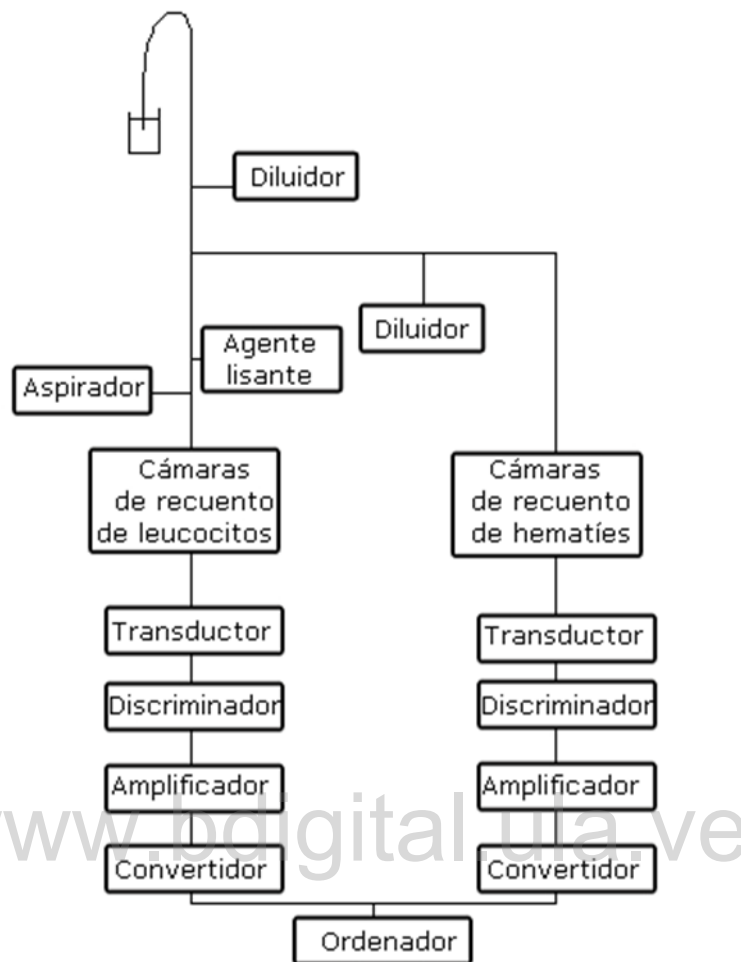 Diluidor
Diluidor
Agente
lisante
Aspirador
Cámaras
de recuento
de leucocitos
Cámaras
de recuento
de hematíes
Transductor
Transductor
Discriminador
Discriminador
Amplificador
Amplificador
www.bdigital.ula.ve
Convertidor
Convertidor
Ordenador